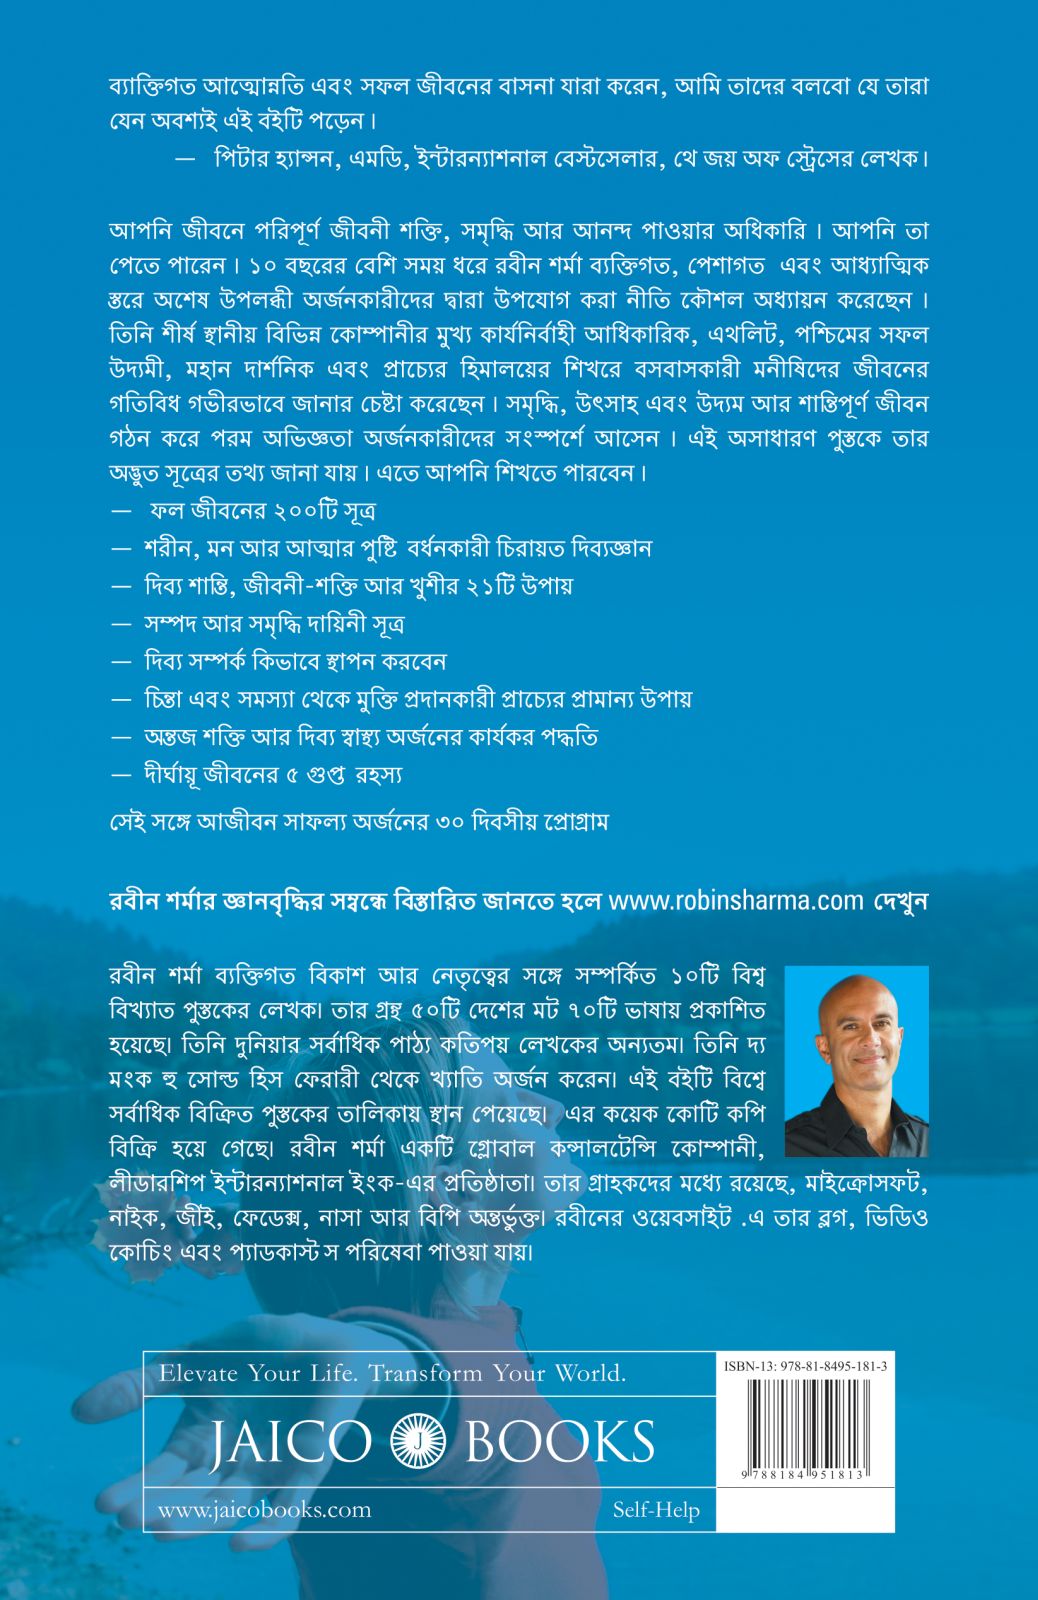 ব্যাক্তিগত আত্মোন্নতি এবং সফল জীবনের বাসনা যারা করেন, আমি তাদের বলবো যে তারা
যেন অবশ্যই এই বইটি পড়েন।
— পিটার হ্যান্সন, এমডি, ইন্টারন্যাশনাল বেস্টসেলার, থে জয় অফ স্ট্রেসের লেখক।
আপনি জীবনে পরিপূর্ণ জীবনী শক্তি, সমৃদ্ধি আর আনন্দ পাওয়ার অধিকারি । আপনি তা
পেতে পারেন। ১০ বছরের বেশি সময় ধরে রবীন শর্মা ব্যক্তিগত, পেশাগত এবং আধ্যাত্মিক
স্তরে অশেষ উপলব্ধী অর্জনকারীদের দ্বারা উপযোগ করা নীতি কৌশল অধ্যায়ন করেছেন ।
তিনি শীর্ষ স্থানীয় বিভিন্ন কোম্পানীর মুখ্য কার্যনির্বাহী আধিকারিক, এথলিট, পশ্চিমের সফল
উদ্যমী, মহান দার্শনিক এবং প্রাচ্যের হিমালয়ের শিখরে বসবাসকারী মনীষিদের জীবনের
গতিবিধ গভীরভাবে জানার চেষ্টা করেছেন। সমৃদ্ধি, উৎসাহ এবং উদ্যম আর শান্তিপূর্ণ জীবন
গঠন করে পরম অভিজ্ঞতা অর্জনকারীদের সংস্পর্শে আসেন । এই অসাধারণ পুস্তকে তার
অদ্ভুত সূত্রের তথ্য জানা যায়। এতে আপনি শিখতে পারবেন।
— ফল জীবনের ২০০টি সূত্র
— শরীন, মন আর আত্মার পুষ্টি বর্ধনকারী চিরায়ত দিব্যজ্ঞান
— দিব্য শান্তি, জীবনী-শক্তি আর খুশীর ২১টি উপায়
— সম্পদ আর সমৃদ্ধি দায়িনী সূত্র
— দিব্য সম্পর্ক কিভাবে স্থাপন করবেন
— চিন্তা এবং সমস্যা থেকে মুক্তি প্রদানকারী প্রাচ্যের প্রামান্য উপায়
— অন্তজ শক্তি আর দিব্য স্বাস্থ্য অর্জনের কার্যকর পদ্ধতি
— দীর্ঘায়ূ জীবনের ৫ গুপ্ত রহস্য
সেই সঙ্গে আজীবন সাফল্য অর্জনের ৩০ দিবসীয় প্রোগ্রাম
রবীন শর্মার জ্ঞানবৃদ্ধির সম্বন্ধে বিস্তারিত জানতে হলে www.robinsharma.com দেখুন
রবীন শর্মা ব্যক্তিগত বিকাশ আর নেতৃত্বের সঙ্গে সম্পর্কিত ১০টি বিশ্ব
বিখ্যাত পুস্তকের লেখক। তার গ্রন্থ ৫০টি দেশের মট ৭০টি ভাষায় প্রকাশিত
হয়েছে। তিনি দুনিয়ার সর্বাধিক পাঠ্য কতিপয় লেখকের অন্যতম। তিনি দ্য
মংক হু সোল্ড হিস ফেরারী থেকে খ্যাতি অর্জন করেন। এই বইটি বিশ্বে
সর্বাধিক বিক্রিত পুস্তকের তালিকায় স্থান পেয়েছে। এর কয়েক কোটি কপি
বিক্রি হয়ে গেছে। রবীন শর্মা একটি গ্লোবাল কন্সালটেন্সি কোম্পানী,
লীডারশিপ ইন্টারন্যাশনাল ইংক-এর প্রতিষ্ঠাতা। তার গ্রাহকদের মধ্যে রয়েছে, মাইক্রোসফট,
নাইক, জীই, ফেডেক্স, নাসা আর বিপি অন্তর্ভুক্ত। রবীনের ওয়েবসাইট .এ তার ব্লগ, ভিডিও
কোচিং এবং প্যাডকাস্ট স পরিষেবা পাওয়া যায়।
Elevate Your Life. Transform Your World.
JAICO J BOOKS
www.jaicobooks.com Self-Help
ISBN-13: 978-81-8495-181-3
9 788184 951813